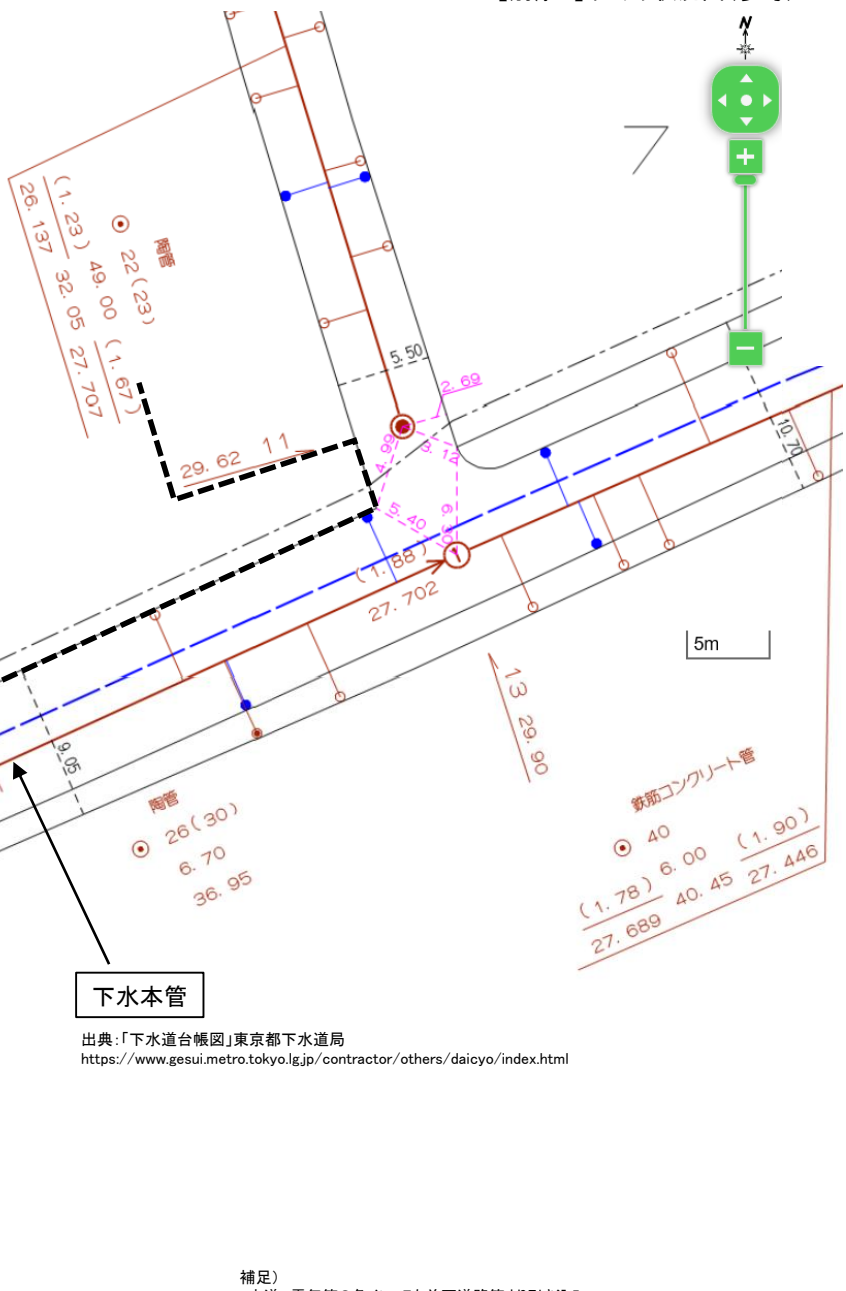 N
陶管
22(23)
(1.23) 49.00 (1.67)
26.137 32.05 27.707
29.62 11
5.50
2.69
3.12
4.99
5.40
(1.88)
27.702
10.70
5m
9.05
13 29.90
陶管
26(30)
6.70
36.95
鉄筋コンクリート管
40
(1.78) 6.00 (1.90)
27.689 40.45 27.446
下水本管
出典:「下水道台帳図」東京都下水道局
https://www.gesui.metro.tokyo.lg.jp/contractor/others/daicyo/index.html
補足)